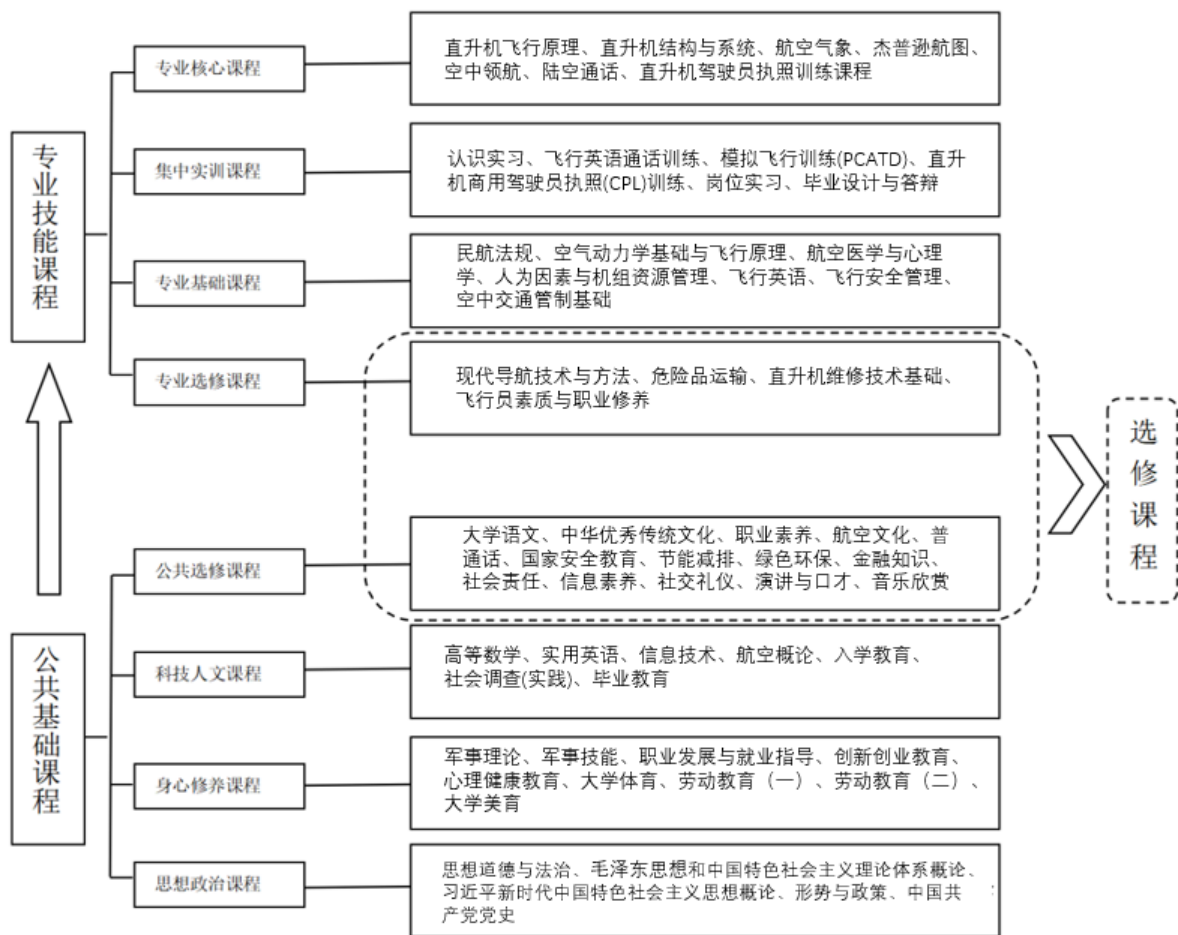 专业技能课程
专业核心课程
直升机飞行原理、直升机结构与系统、航空气象、杰普逊航图、
空中领航、陆空通话、直升机驾驶员执照训练课程
集中实训课程
认识实习、飞行英语通话训练、模拟飞行训练(PCATD)、直升
机商用驾驶员执照(CPL)训练、岗位实习、毕业设计与答辩
专业基础课程
民航法规、空气动力学基础与飞行原理、航空医学与心理
学、人为因素与机组资源管理、飞行英语、飞行安全管理、
空中交通管制基础
专业选修课程
现代导航技术与方法、危险品运输、直升机维修技术基础、
飞行员素质与职业修养
选修课程
公共基础课程
公共选修课程
大学语文、中华优秀传统文化、职业素养、航空文化、普
通话、国家安全教育、节能减排、绿色环保、金融知识、
社会责任、信息素养、社交礼仪、演讲与口才、音乐欣赏
科技人文课程
高等数学、实用英语、信息技术、航空概论、入学教育、
社会调查(实践)、毕业教育
身心修养课程
军事理论、军事技能、职业发展与就业指导、创新创业教育、
心理健康教育、大学体育、劳动教育（一）、劳动教育（二）、
大学美育
思想政治课程
思想道德与法治、毛泽东思想和中国特色社会主义理论体系概论、
习近平新时代中国特色社会主义思想概论、形势与政策、中国共
产党党史